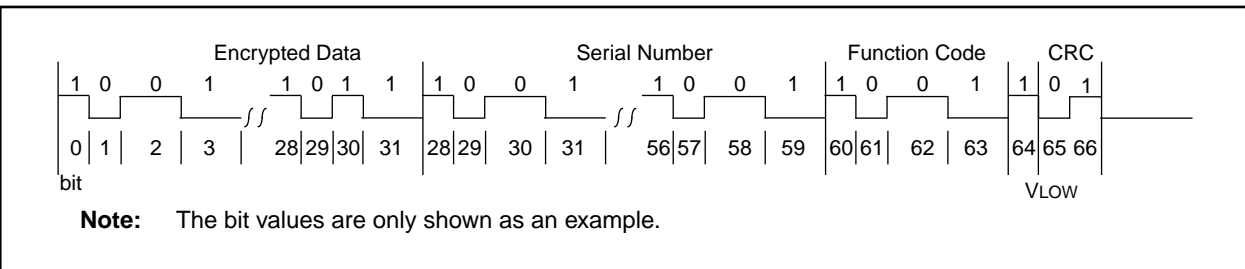 Encrypted Data Serial Number Function Code CRC
1 0 0 1 1 0 1 1 1 0 0 1 1 0 0 1 1 0 0 1 1 0 1
0 1 2 3 28 29 30 31 28 29 30 31 56 57 58 59 60 61 62 63 64 65 66
bit VLOW
Note: The bit values are only shown as an example.